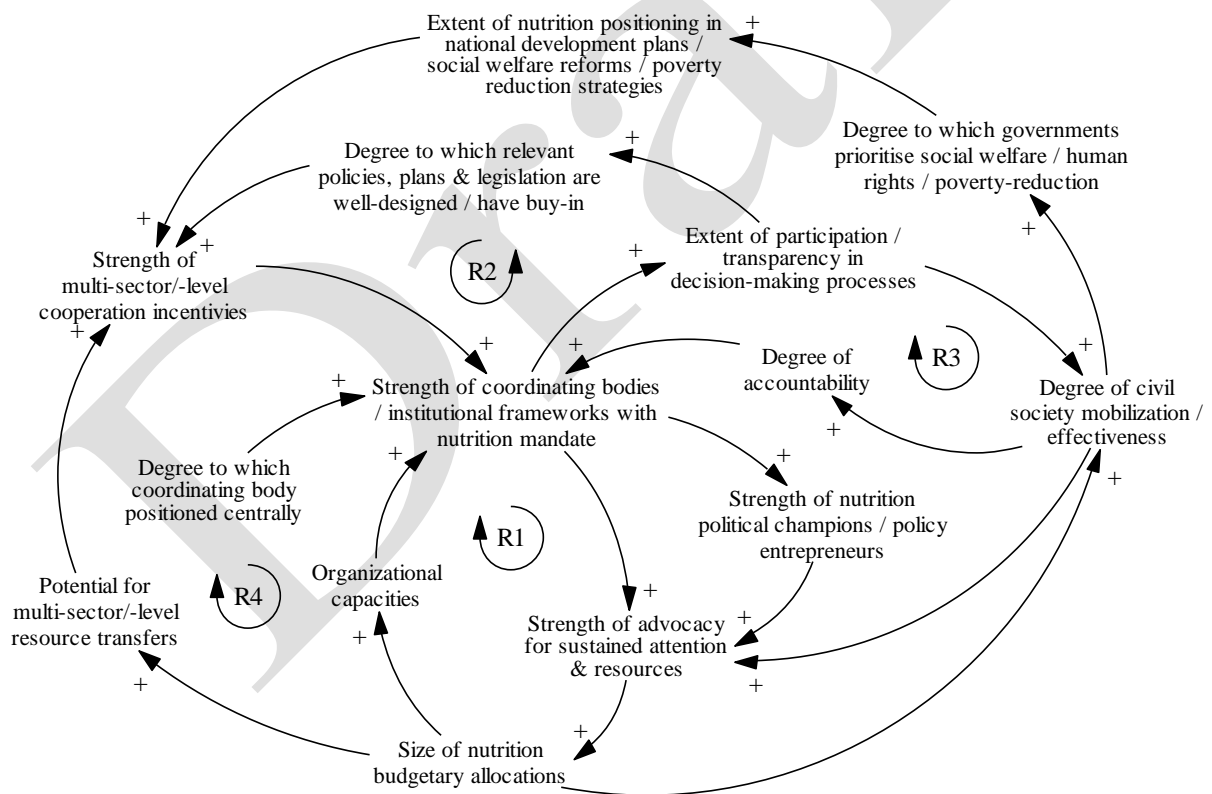 Extent of nutrition positioning in
national development plans /
social welfare reforms / poverty
reduction strategies
+
+
Degree to which governments
prioritise social welfare / human
rights / poverty-reduction
+
Degree to which relevant
policies, plans & legislation are
well-designed / have buy-in
+
Extent of participation /
transparency in
decision-making processes
+
Strength of
multi-sector/-level
cooperation incentivies
+
+
+
R2
R3
Degree of
accountability
+
Degree of civil
society mobilization /
effectiveness
+
+
Strength of coordinating bodies
/ institutional frameworks with
nutrition mandate
+
+
+
+
Degree to which
coordinating body
positioned centrally
Strength of nutrition
political champions / policy
entrepreneurs
+
R1
Organizational
capacities
+
R4
Potential for
multi-sector/-level
resource transfers
+
Strength of advocacy
for sustained attention
& resources
+
+
+
Size of nutrition
budgetary allocations
+
Draf